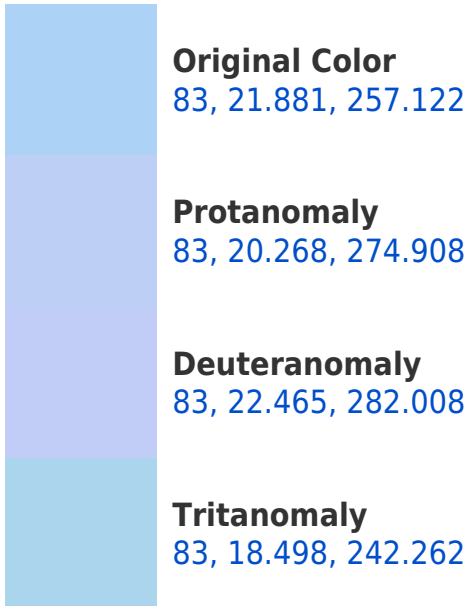 Original Color
83, 21.881, 257.122
Protanomaly
83, 20.268, 274.908
Deuteranomaly
83, 22.465, 282.008
Tritanomaly
83, 18.498, 242.262